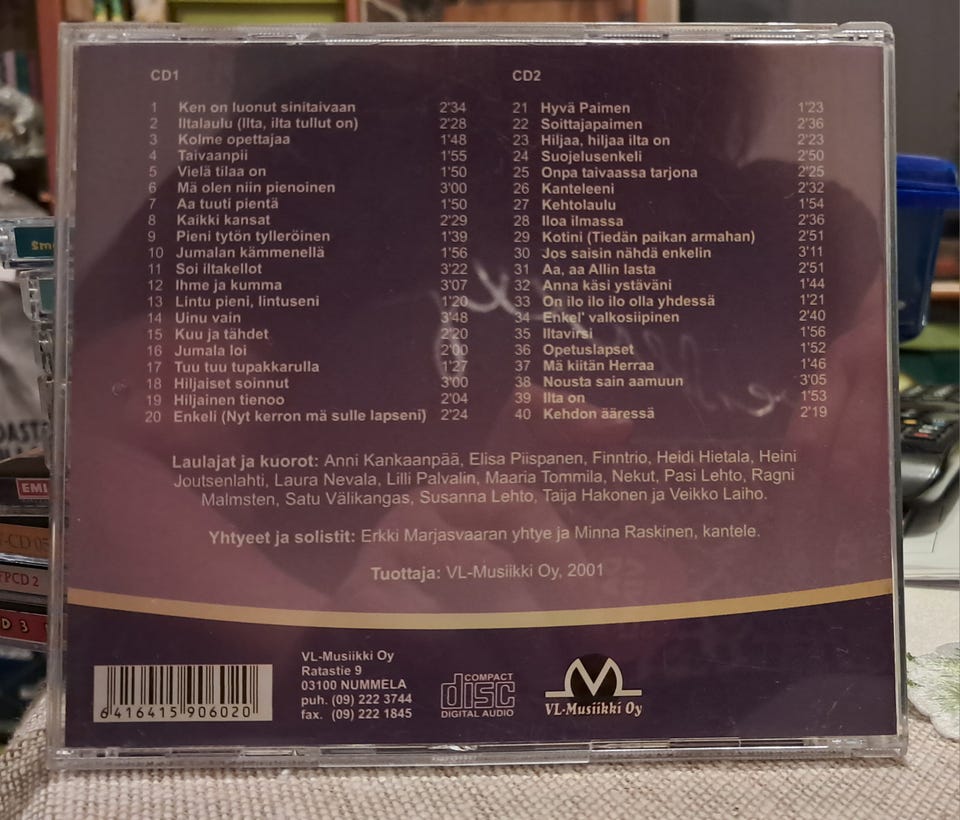 CD1
1 Ken on luonut sinitaivaan 2'34
2 Iltalaulu (Ilta, ilta tullut on) 2'28
3 Kolme opettajaa 1'48
4 Taivaanpii 1'55
5 Vielä tilaa on 1'50
6 Mä olen niin pienoinen 3'00
7 Aa tuuti pientä 1'50
8 Kaikki kansat 2'29
9 Pieni tytön tylleröinen 1'39
10 Jumalan kämmenellä 1'56
11 Soi iltakellot 3'22
12 Ihme ja kumma 3'07
13 Lintu pieni, lintuseni 1'20
14 Uinu vain 3'48
15 Kuu ja tähdet 2'20
16 Jumala loi 2'00
17 Tuu tuu tupakkarulla 1'27
18 Hiljaiset soinnut 3'00
19 Hiljainen tienoo 2'04
20 Enkeli (Nyt kerron mä sulle lapseni) 2'24
CD2
21 Hyvä Paimen 1'23
22 Soittajapaimen 2'36
23 Hiljaa, hiljaa ilta on 2'23
24 Suojelusenkeli 2'50
25 Onpa taivaassa tarjona 2'25
26 Kanteleeni 2'32
27 Kehtolaulu 1'54
28 Iloa ilmassa 2'36
29 Kotini (Tiedän paikan armahan) 2'51
30 Jos saisin nähdä enkelin 3'11
31 Aa, aa Allin lasta 2'51
32 Anna käsi ystäväni 1'44
33 On ilo ilo ilo olla yhdessä 1'21
34 Enkel' valkosiipinen 2'40
35 Iltavirsi 1'56
36 Opetuslapset 1'52
37 Mä kiitän Herraa 1'46
38 Nousta sain aamuun 3'05
39 Ilta on 1'53
40 Kehdon ääressä 2'19
Laulajat ja kuorot: Anni Kankaanpää, Elisa Piispanen, Finntrio, Heidi Hietala, Heini
Joutsenlahti, Laura Nevala, Lilli Palvalin, Maaria Tommila, Nekut, Pasi Lehto, Ragni
Malmsten, Satu Välikangas, Susanna Lehto, Taija Hakonen ja Veikko Laiho.
Yhtyeet ja solistit: Erkki Marjasvaaran yhtye ja Minna Raskinen, kantele.
Tuottaja: VL-Musiikki Oy, 2001
6 416415 906020
VL-Musiikki Oy
Ratastie 9
03100 NUMMELA
puh. (09) 222 3744
fax. (09) 222 1845
COMPACT
disc
DIGITAL AUDIO
VL-Musiikki Oy
EMI